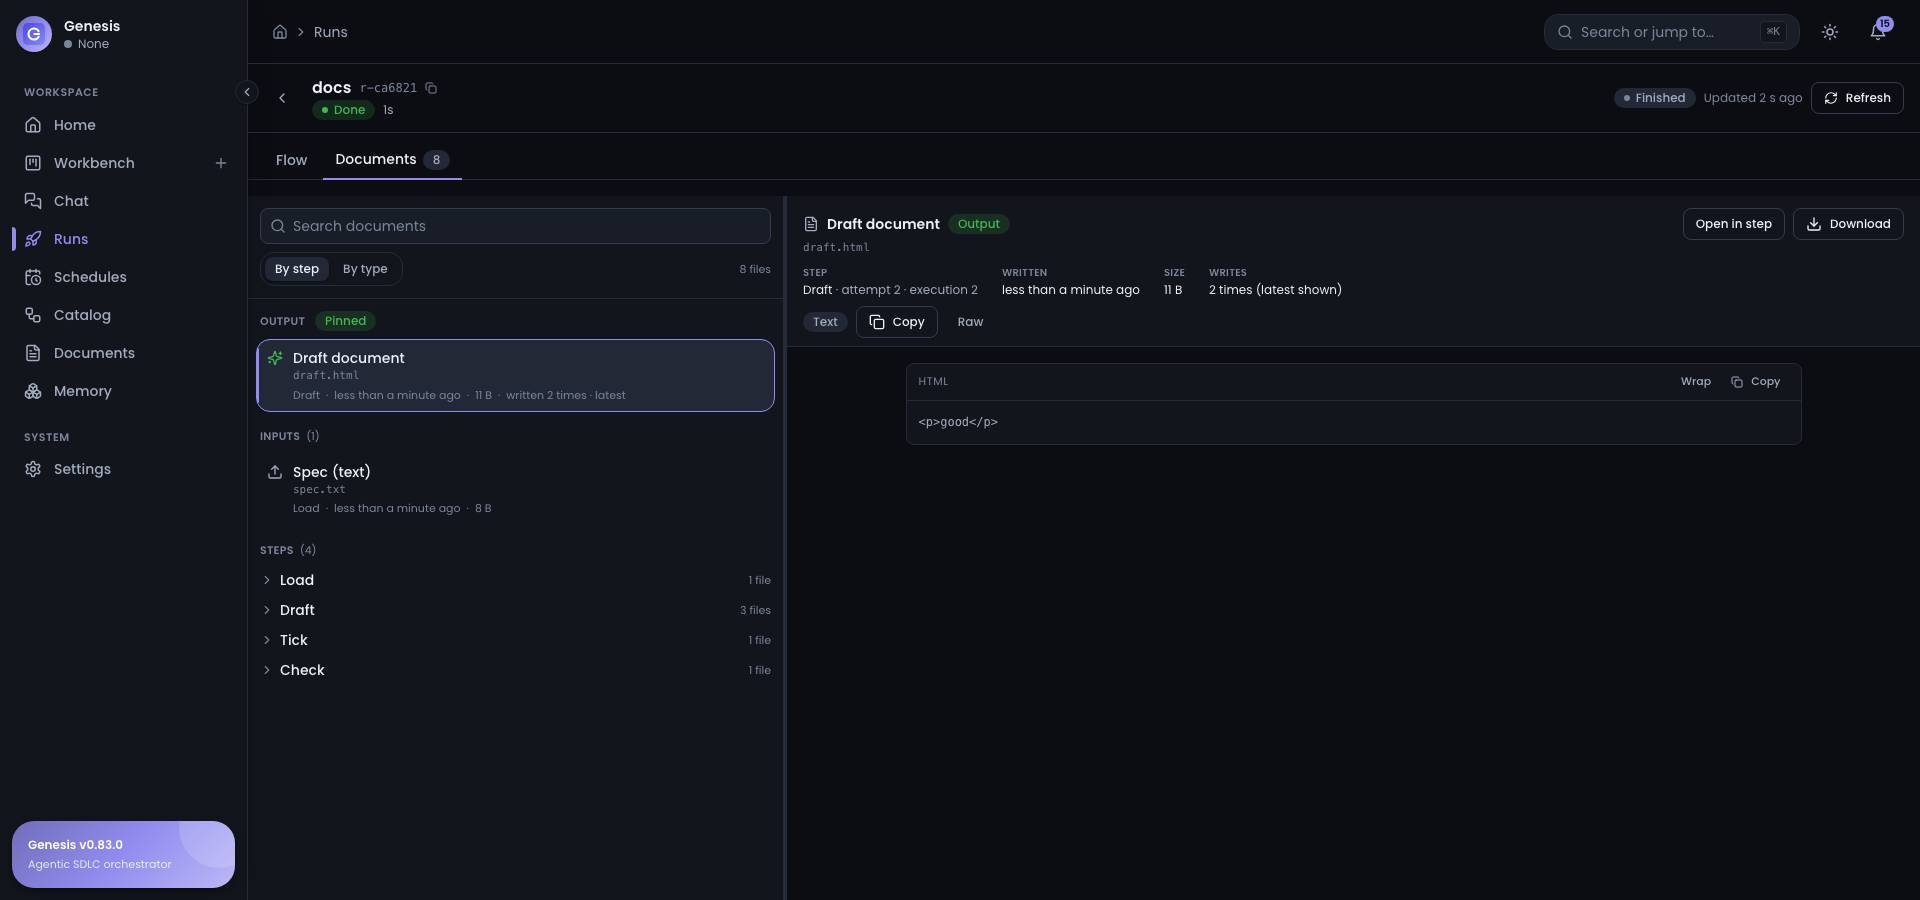 Genesis
None
WORKSPACE
Home
Workbench
Chat
Runs
Schedules
Catalog
Documents
Memory
SYSTEM
Settings
Genesis v0.83.0
Agentic SDLC orchestrator
Runs
Search or jump to...
⌘K
15
docs r-ca6821
Done 1s
Finished Updated 2 s ago Refresh
Flow Documents 8
Search documents
By step By type 8 files
OUTPUT Pinned
Draft document
draft.html
Draft · less than a minute ago · 11 B · written 2 times · latest
INPUTS (1)
Spec (text)
spec.txt
Load · less than a minute ago · 8 B
STEPS (4)
Load 1 file
Draft 3 files
Tick 1 file
Check 1 file
Draft document Output Open in step Download
draft.html
STEP WRITTEN SIZE WRITES
Draft · attempt 2 · execution 2 less than a minute ago 11 B 2 times (latest shown)
Text Copy Raw
HTML Wrap Copy
<p>good</p>